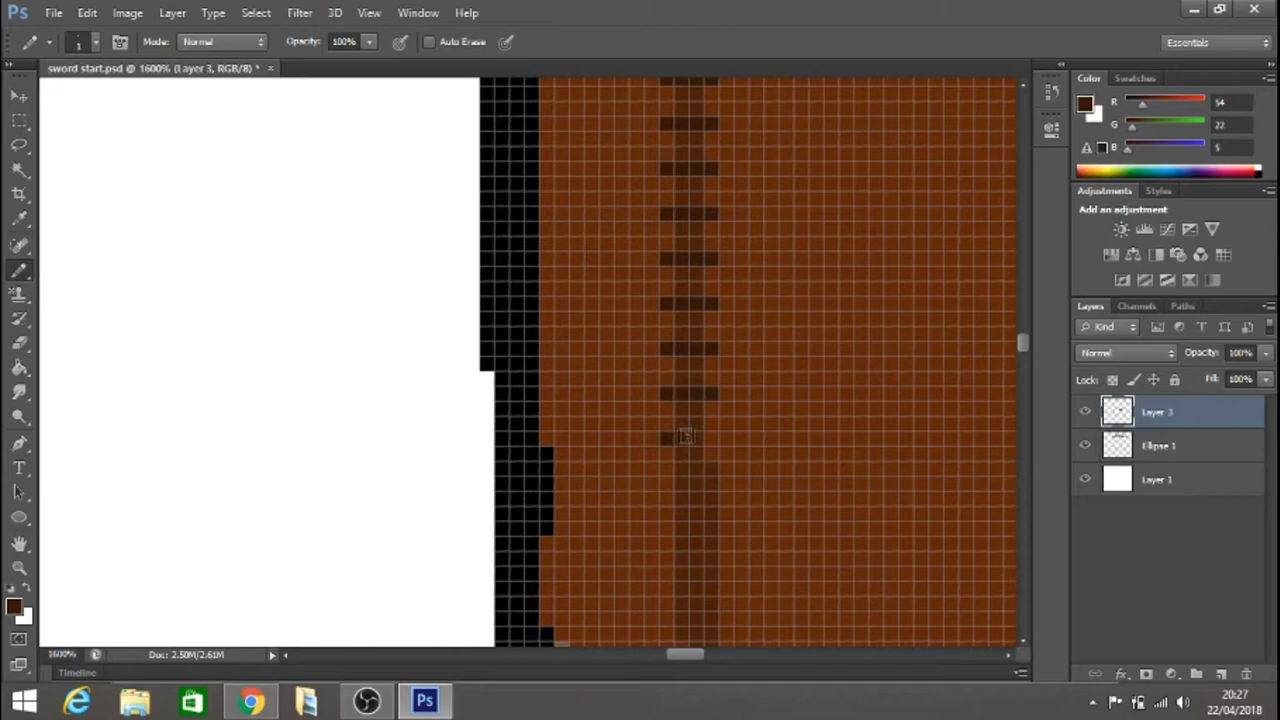 Ps File Edit Image Layer Type Select Filter 3D View Window Help
1 Mode: Normal Opacity: 100% Auto Erase Essentials
sword start.psd @ 1600% (Layer 3, RGB/8) * ×
Color Swatches
R 54
G 22
B 5
Adjustments Styles
Add an adjustment
Layers Channels Paths
Kind
Normal Opacity: 100%
Lock: Fill: 100%
Layer 3
Ellipse 1
Layer 1
1600% Doc: 2.50M/2.61M
Timeline
Ps
20:27
22/04/2018